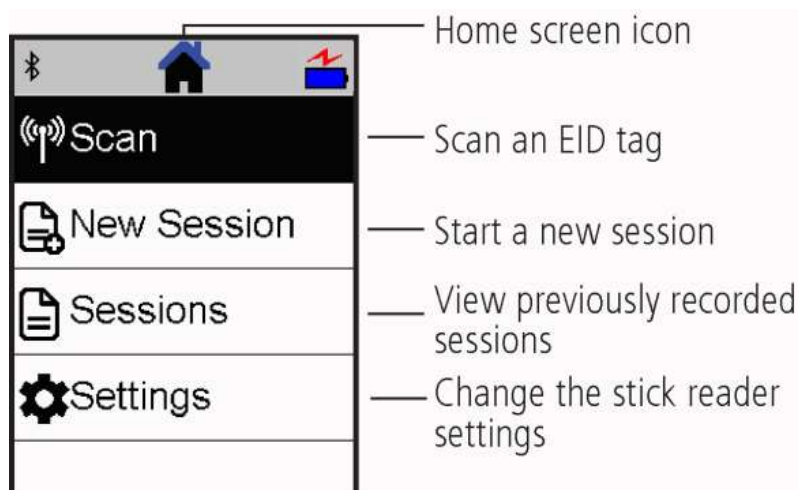 Home screen icon
Scan
Scan an EID tag
New Session
Start a new session
Sessions
View previously recorded
sessions
Settings
Change the stick reader
settings